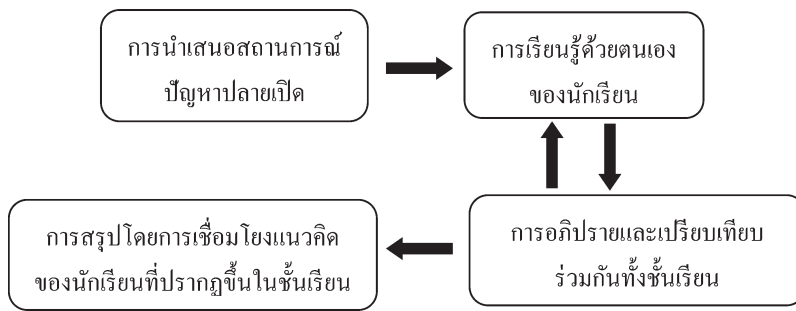 การนำเสนอสถานการณ์
ปัญหาปลายเปิด
การเรียนรู้ด้วยตนเอง
ของนักเรียน
การอภิปรายและเปรียบเทียบ
ร่วมกันทั้งชั้นเรียน
การสรุปโดยการเชื่อมโยงแนวคิด
ของนักเรียนที่ปรากฏขึ้นในชั้นเรียน